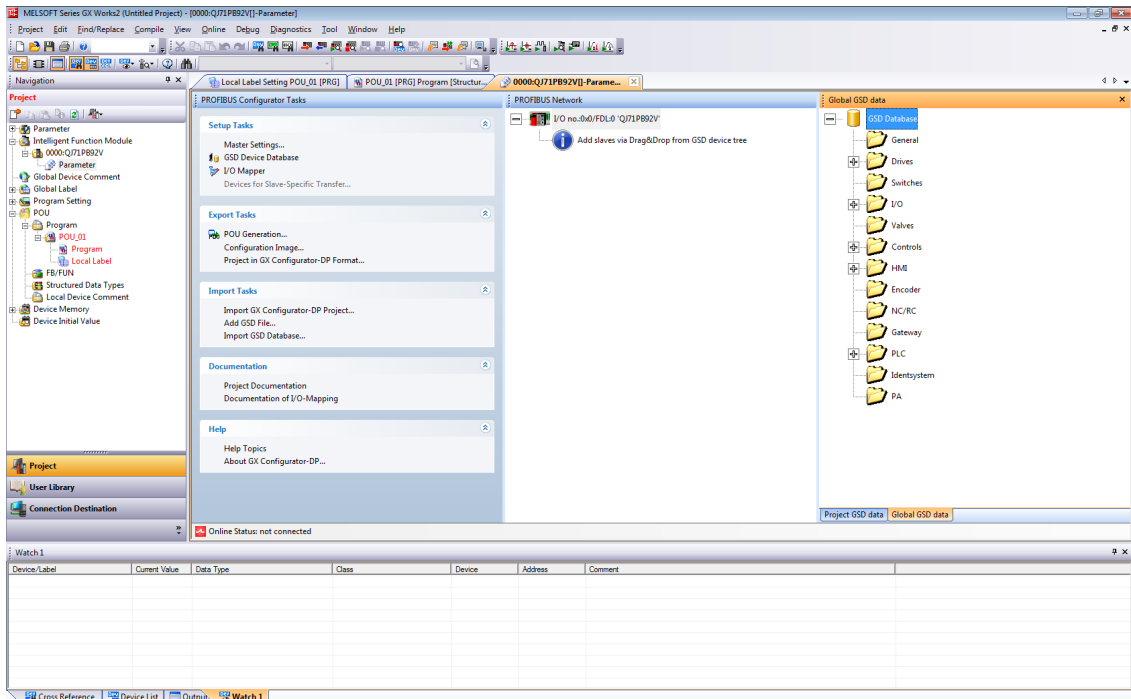 MELSOFT Series GX Works2 (Untitled Project) - [0000:QJ71PB92V[]-Parameter]
Project Edit Find/Replace Compile View Online Debug Diagnostics Tool Window Help
Navigation
Project
Parameter
Intelligent Function Module
0000:QJ71PB92V
Parameter
Global Device Comment
Global Label
Program Setting
POU
Program
POU_01
Program
Local Label
FB/FUN
Structured Data Types
Local Device Comment
Device Memory
Device Initial Value
Project
User Library
Connection Destination
Local Label Setting POU_01 [PRG]
POU_01 [PRG] Program [Structur...
0000:QJ71PB92V[]-Parame...
PROFIBUS Configurator Tasks
Setup Tasks
Master Settings...
GSD Device Database
I/O Mapper
Devices for Slave-Specific Transfer...
Export Tasks
POU Generation...
Configuration Image...
Project in GX Configurator-DP Format...
Import Tasks
Import GX Configurator-DP Project...
Add GSD File...
Import GSD Database...
Documentation
Project Documentation
Documentation of I/O-Mapping
Help
Help Topics
About GX Configurator-DP...
PROFIBUS Network
I/O no.:0x0/FDL:0 'QJ71PB92V'
Add slaves via Drag&Drop from GSD device tree
Global GSD data
GSD Database
General
Drives
Switches
I/O
Valves
Controls
HMI
Encoder
NC/RC
Gateway
PLC
Identsystem
PA
Project GSD data Global GSD data
Online Status: not connected
Watch 1
Device/Label Current Value Data Type Class Device Address Comment
Cross Reference Device List Output Watch 1